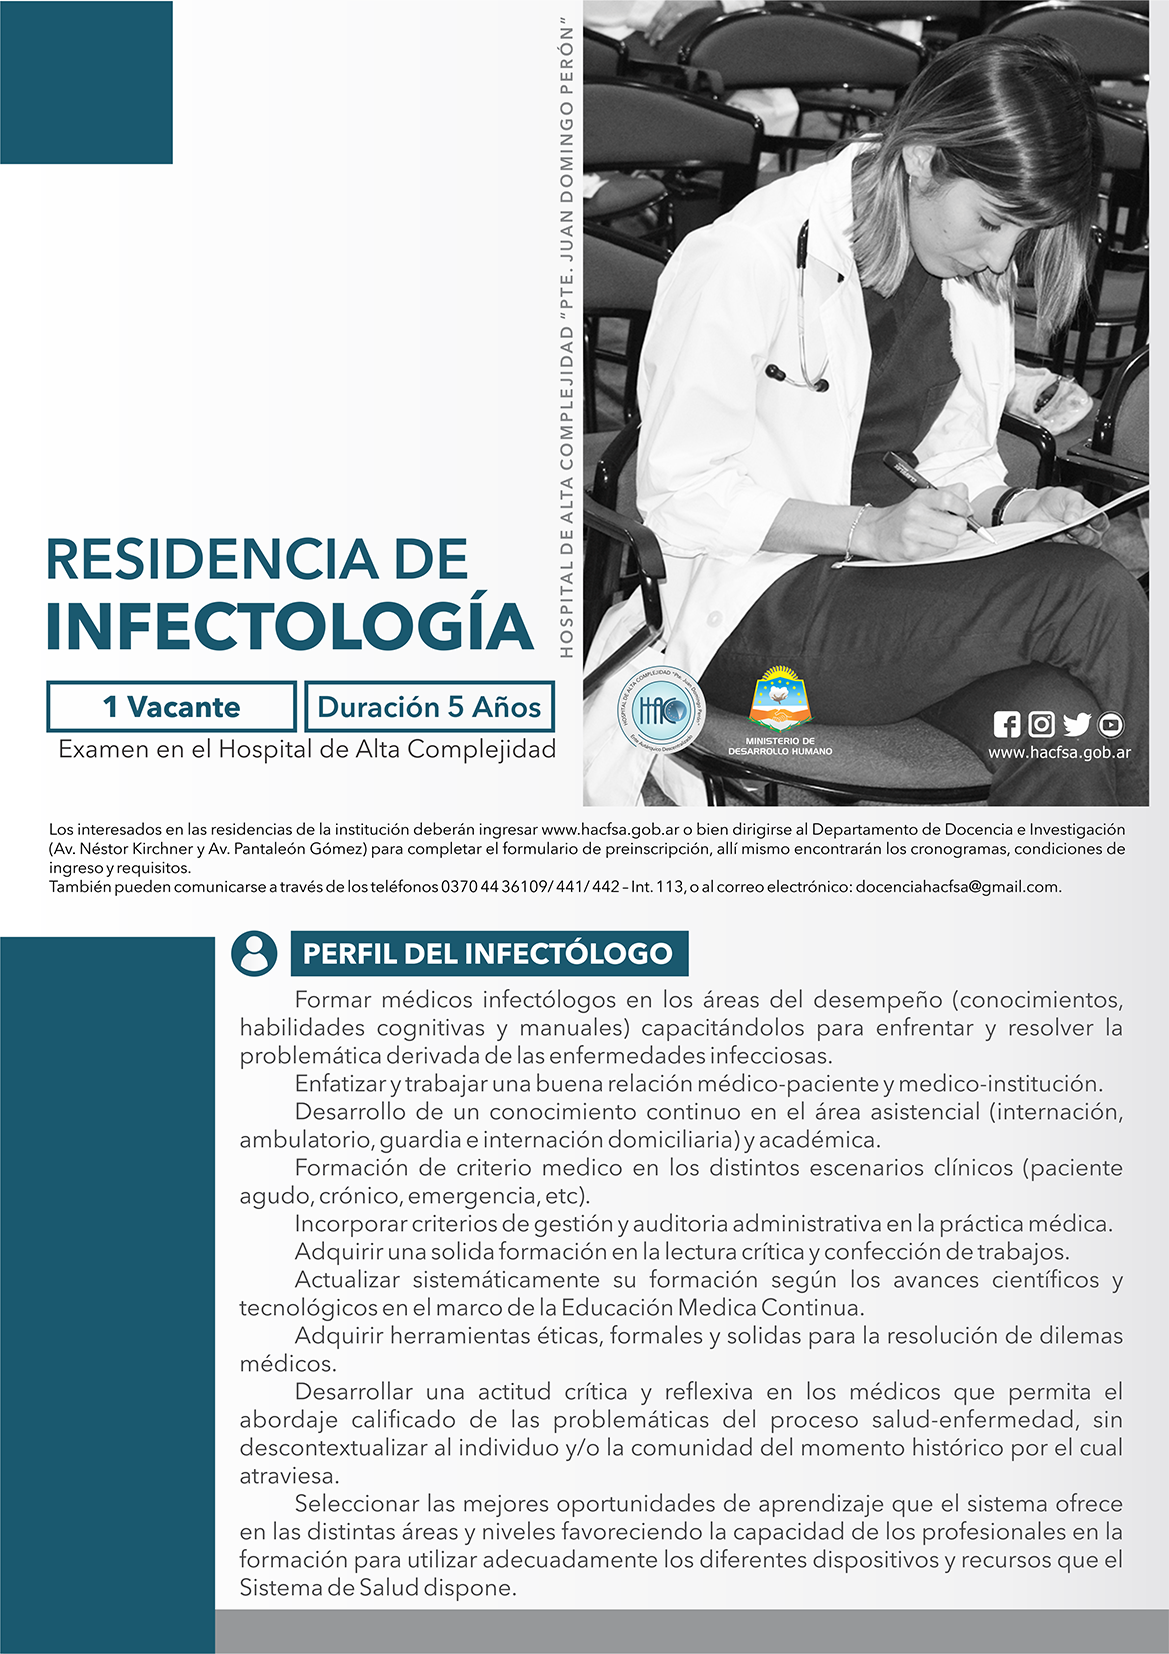 HOSPITAL DE ALTA COMPLEJIDAD "PTE. JUAN DOMINGO PERÓN"
RESIDENCIA DE
INFECTOLOGÍA
1 Vacante
Duración 5 Años
Examen en el Hospital de Alta Complejidad
HOSPITAL DE ALTA COMPLEJIDAD "Pte. Juan Domingo Perón"
HAC
Ente Autárquico Descentralizado
MINISTERIO DE
DESARROLLO HUMANO
www.hacfsa.gob.ar
Los interesados en las residencias de la institución deberán ingresar www.hacfsa.gob.ar o bien dirigirse al Departamento de Docencia e Investigación
(Av. Néstor Kirchner y Av. Pantaleón Gómez) para completar el formulario de preinscripción, allí mismo encontrarán los cronogramas, condiciones de
ingreso y requisitos.
También pueden comunicarse a través de los teléfonos 0370 44 36109/ 441/ 442 – Int. 113, o al correo electrónico: docenciahacfsa@gmail.com.
PERFIL DEL INFECTÓLOGO
Formar médicos infectólogos en los áreas del desempeño (conocimientos,
habilidades cognitivas y manuales) capacitándolos para enfrentar y resolver la
problemática derivada de las enfermedades infecciosas.
Enfatizar y trabajar una buena relación médico-paciente y medico-institución.
Desarrollo de un conocimiento continuo en el área asistencial (internación,
ambulatorio, guardia e internación domiciliaria) y académica.
Formación de criterio medico en los distintos escenarios clínicos (paciente
agudo, crónico, emergencia, etc).
Incorporar criterios de gestión y auditoria administrativa en la práctica médica.
Adquirir una solida formación en la lectura crítica y confección de trabajos.
Actualizar sistemáticamente su formación según los avances científicos y
tecnológicos en el marco de la Educación Medica Continua.
Adquirir herramientas éticas, formales y solidas para la resolución de dilemas
médicos.
Desarrollar una actitud crítica y reflexiva en los médicos que permita el
abordaje calificado de las problemáticas del proceso salud-enfermedad, sin
descontextualizar al individuo y/o la comunidad del momento histórico por el cual
atraviesa.
Seleccionar las mejores oportunidades de aprendizaje que el sistema ofrece
en las distintas áreas y niveles favoreciendo la capacidad de los profesionales en la
formación para utilizar adecuadamente los diferentes dispositivos y recursos que el
Sistema de Salud dispone.